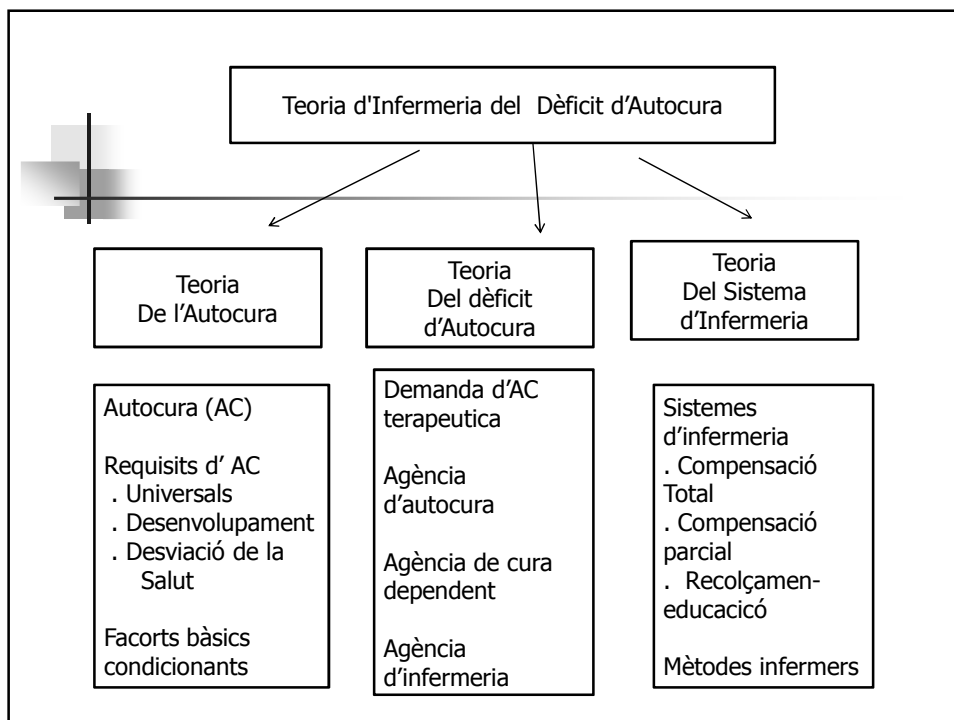 Teoria d'Infermeria del Dèficit d’Autocura
Teoria
De l’Autocura
Teoria
Del dèficit
d’Autocura
Teoria
Del Sistema
d’Infermeria
Autocura (AC)
Requisits d’ AC
. Universals
. Desenvolupament
. Desviació de la
Salut
Facorts bàsics
condicionants
Demanda d’AC
terapeutica
Agència
d’autocura
Agència de cura
dependent
Agència
d’infermeria
Sistemes
d’infermeria
. Compensació
Total
. Compensació
parcial
. Recolçamen-
educacicó
Mètodes infermers